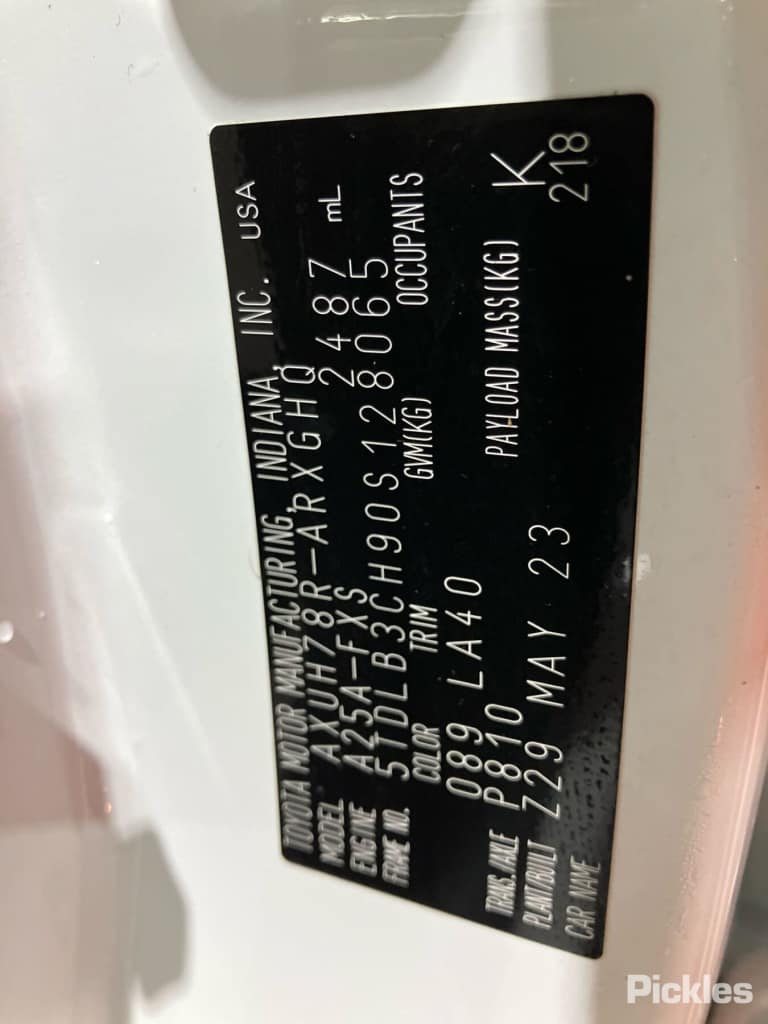 TOYOTA MOTOR MANUFACTURING, INDIANA, INC. USA
MODEL AXUH78R-ARXGHQ
ENGINE A25A-FXS 2487 mL
FRAME NO. 5TDLB3CH90S128065
COLOR TRIM GVM(KG) OCCUPANTS
089 LA40
TRANS./AXLE P810 PAYLOAD MASS(KG) K
PLANT/BUILT Z29 MAY 23 218
CAR NAME
Pickles